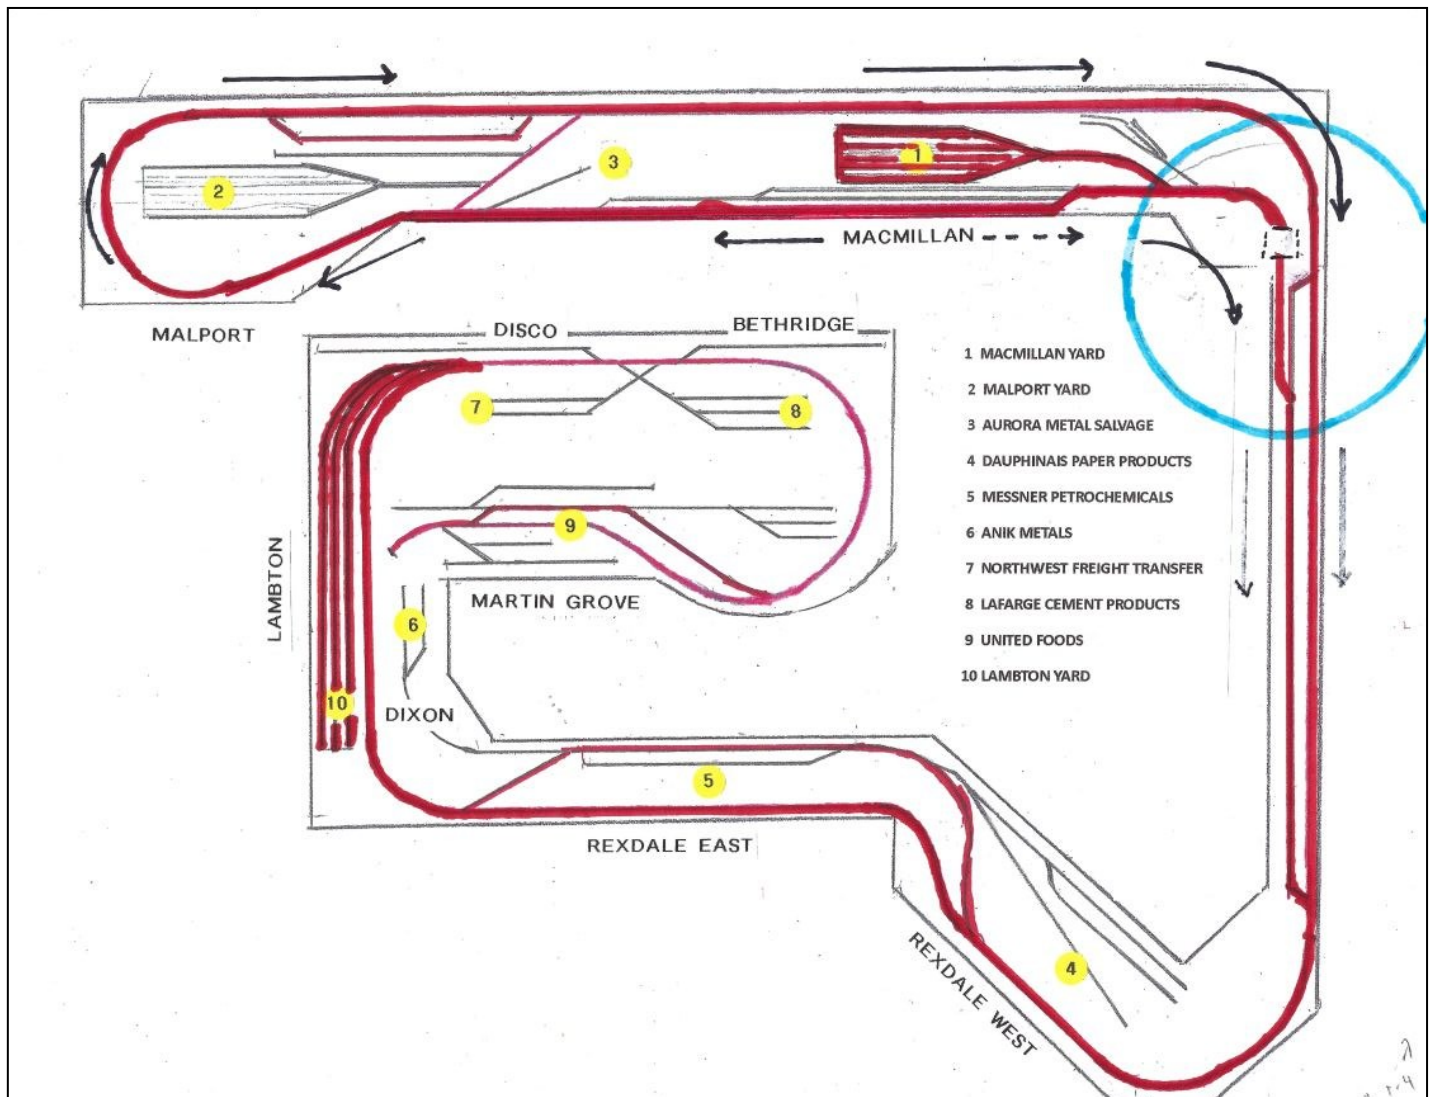 1
3
2
MACMILLAN
MALPORT
DISCO
BETHRIDGE
1 MACMILLAN YARD
2 MALPORT YARD
3 AURORA METAL SALVAGE
4 DAUPHINAIS PAPER PRODUCTS
5 MESSNER PETROCHEMICALS
6 ANIK METALS
7 NORTHWEST FREIGHT TRANSFER
8 LAFARGE CEMENT PRODUCTS
9 UNITED FOODS
10 LAMBTON YARD
7
8
9
LAMBTON
MARTIN GROVE
6
10
DIXON
5
REXDALE EAST
4
REXDALE WEST